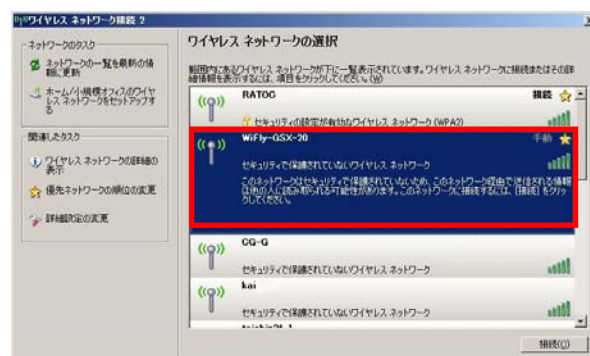 ワイヤレス ネットワーク接続 2
ネットワークのタスク
ネットワークの一覧を最新の情
報に更新
ホーム/小規模オフィスのワイヤ
レス ネットワークをセットアップす
る
関連したタスク
ワイヤレス ネットワークの詳細の
表示
優先ネットワークの順位の変更
詳細設定の変更
ワイヤレス ネットワークの選択
範囲内にあるワイヤレス ネットワークが下に一覧表示されています。ワイヤレス ネットワークに接続またはその詳
細情報を表示するには、項目をクリックしてください。(W)
RATOC 接続
セキュリティの設定が有効なワイヤレス ネットワーク (WPA2)
WiFly-GSX-20 手動
セキュリティで保護されていないワイヤレス ネットワーク
このネットワークはセキュリティで保護されていないため、このネットワーク経由で送信される情報
は他の人に読み取られる可能性があります。このネットワークに接続するには、[接続] をクリッ
クしてください。
CG-G
セキュリティで保護されていないワイヤレス ネットワーク
kai
セキュリティで保護されていないワイヤレス ネットワーク
接続(C)